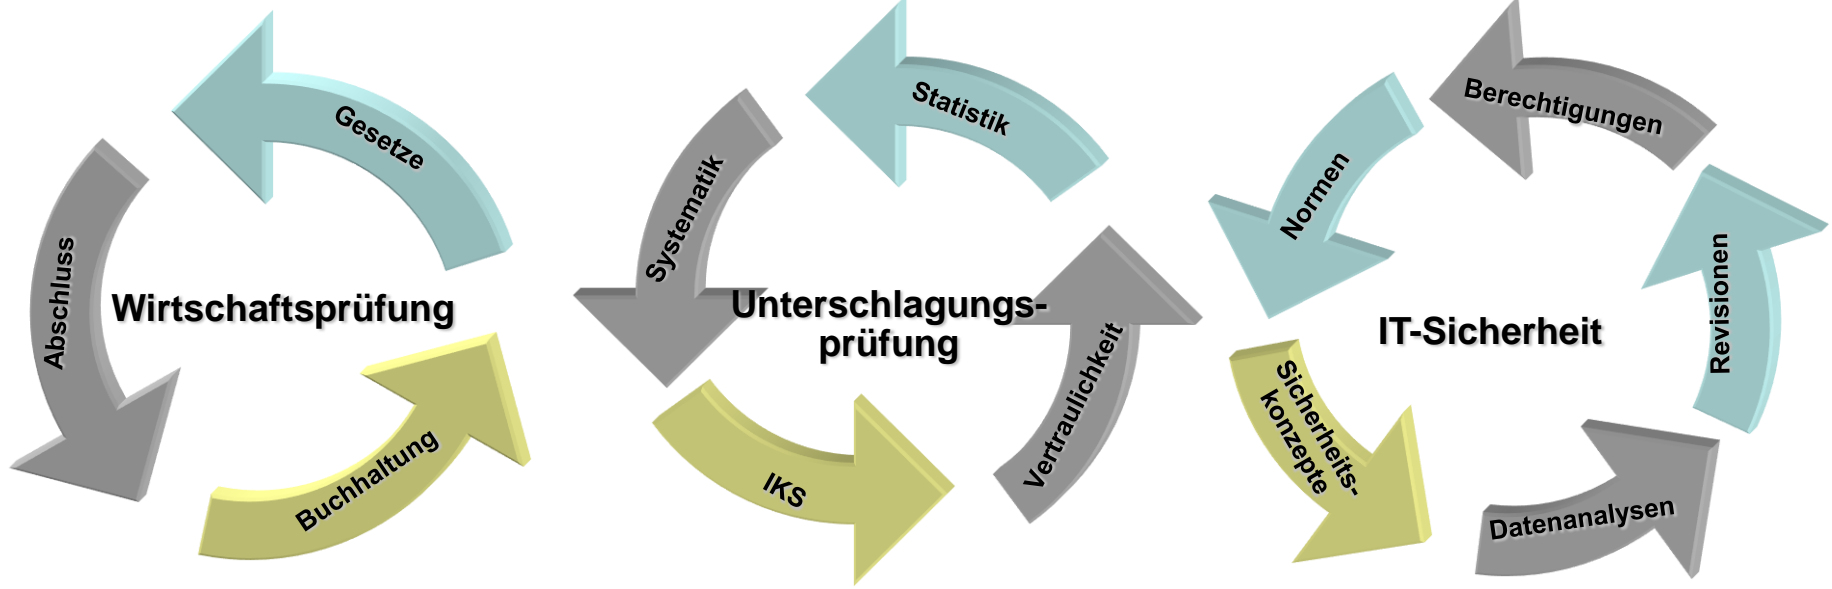 Gesetze
Abschluss
Wirtschaftsprüfung
Buchhaltung
Statistik
Systematik
Unterschlagungs-
prüfung
Vertraulichkeit
IKS
Berechtigungen
Normen
IT-Sicherheit
Revisionen
Sicherheits-
konzepte
Datenanalysen